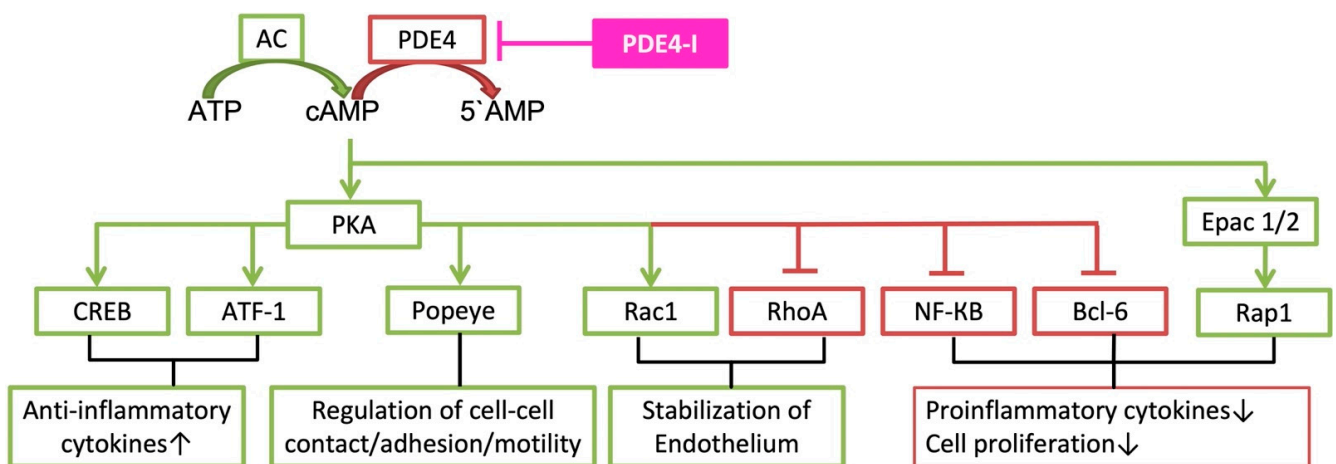 AC
PDE4
PDE4-I
ATP
cAMP
5`AMP
PKA
Epac 1/2
CREB
ATF-1
Popeye
Rac1
RhoA
NF-KB
Bcl-6
Rap1
Anti-inflammatory
cytokines↑
Regulation of cell-cell
contact/adhesion/motility
Stabilization of
Endothelium
Proinflammatory cytokines↓
Cell proliferation↓